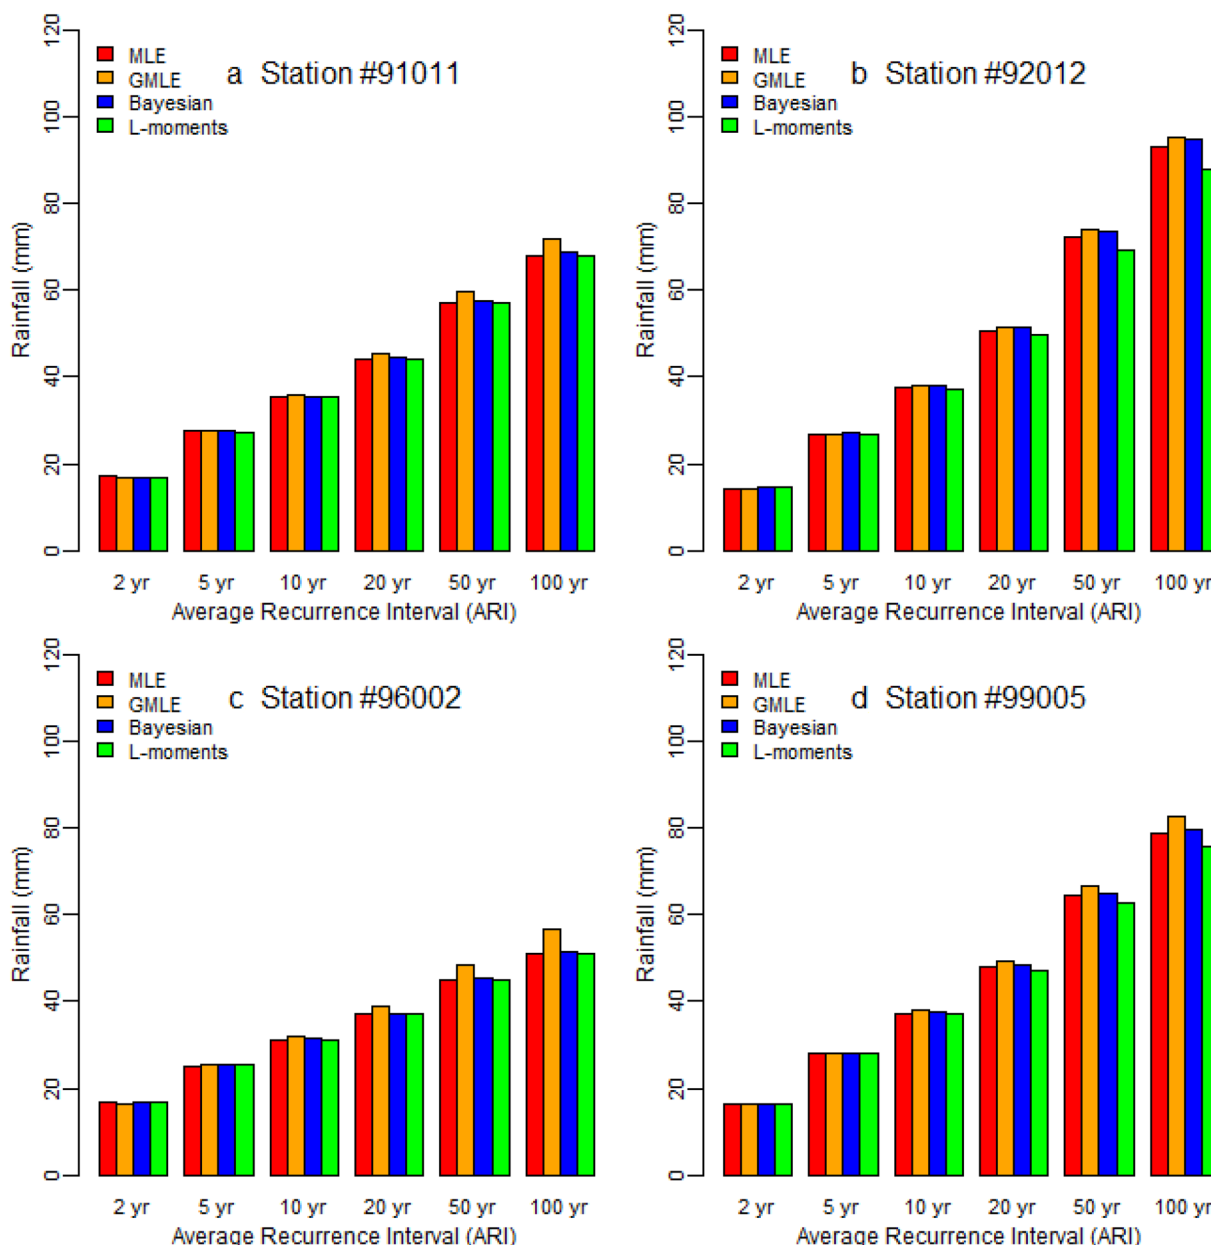 120
100
80
60
40
20
0
Rainfall (mm)
MLE
GMLE
Bayesian
L-moments
a Station #91011
2 yr 5 yr 10 yr 20 yr 50 yr 100 yr
Average Recurrence Interval (ARI)
120
100
80
60
40
20
0
Rainfall (mm)
MLE
GMLE
Bayesian
L-moments
b Station #92012
2 yr 5 yr 10 yr 20 yr 50 yr 100 yr
Average Recurrence Interval (ARI)
120
100
80
60
40
20
0
Rainfall (mm)
MLE
GMLE
Bayesian
L-moments
c Station #96002
2 yr 5 yr 10 yr 20 yr 50 yr 100 yr
Average Recurrence Interval (ARI)
120
100
80
60
40
20
0
Rainfall (mm)
MLE
GMLE
Bayesian
L-moments
d Station #99005
2 yr 5 yr 10 yr 20 yr 50 yr 100 yr
Average Recurrence Interval (ARI)